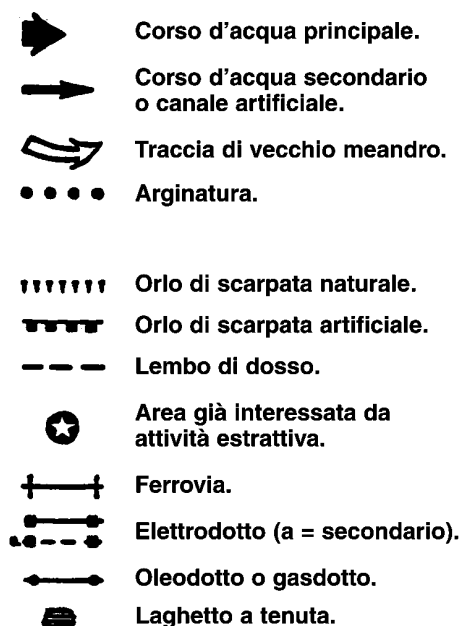 Corso d'acqua principale.
Corso d'acqua secondario
o canale artificiale.
Traccia di vecchio meandro.
Arginatura.
Orlo di scarpata naturale.
Orlo di scarpata artificiale.
Lembo di dosso.
Area già interessata da
attività estrattiva.
Ferrovia.
Elettrodotto (a = secondario).
Oleodotto o gasdotto.
Laghetto a tenuta.